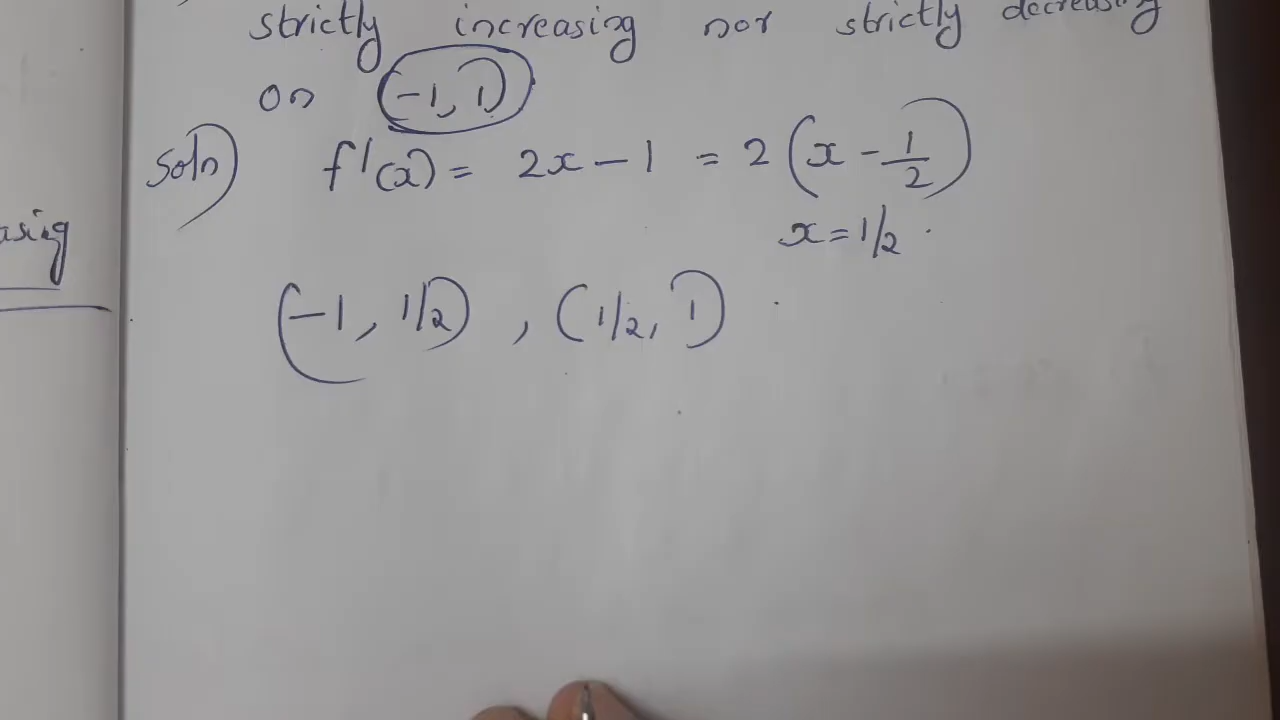 strictly increasing nor strictly decreasing
on (-1, 1)
Soln) f'(x) = 2x - 1 = 2 (x - 1/2)
x = 1/2 .
(-1, 1/2) , (1/2, 1)